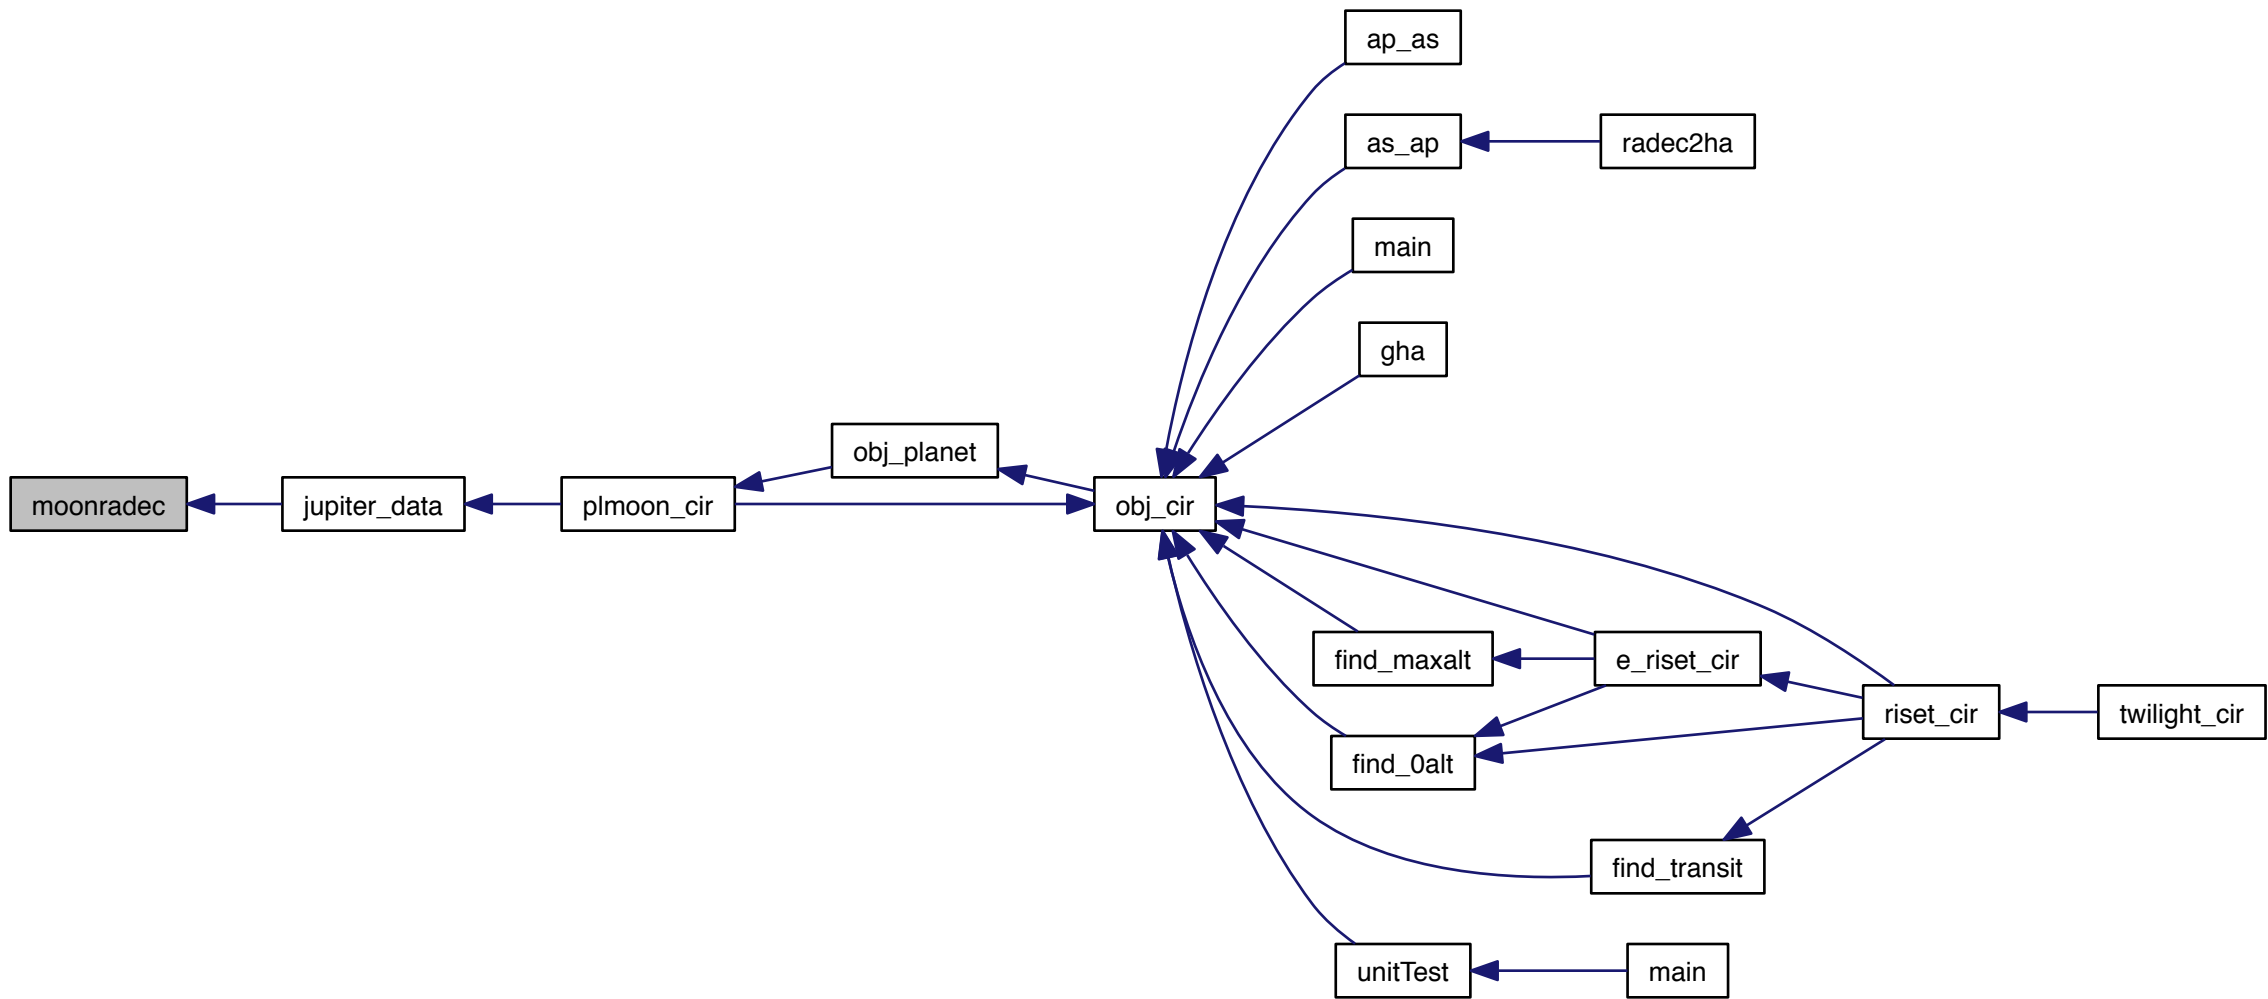 ap_as
as_ap
radec2ha
main
gha
obj_planet
moonradec
jupiter_data
plmoon_cir
obj_cir
find_maxalt
e_riset_cir
riset_cir
twilight_cir
find_0alt
find_transit
unitTest
main